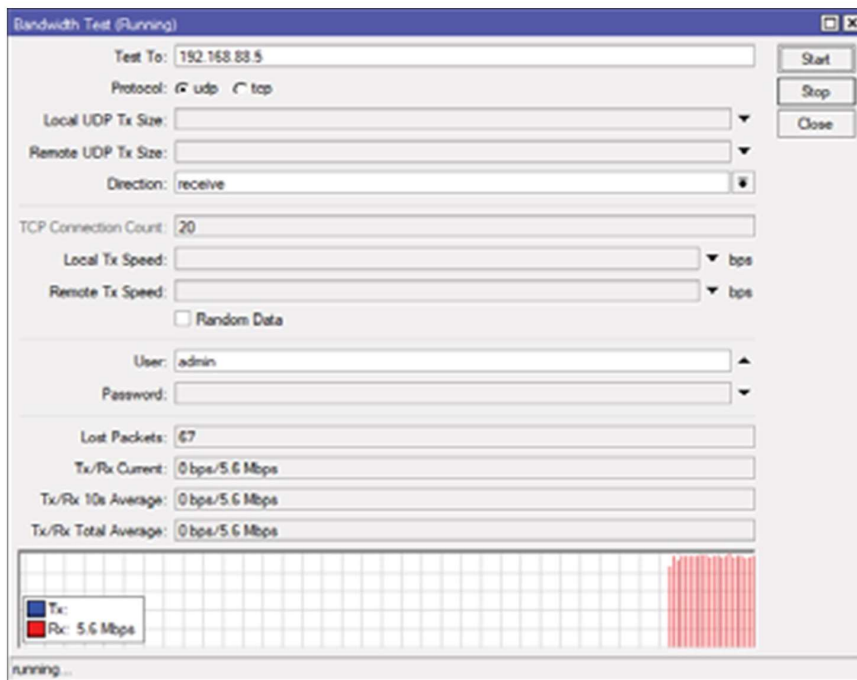 Bandwidth Test (Running)
Test To: 192.168.88.5
Start
Protocol: udp tcp
Stop
Local UDP Tx Size:
Close
Remote UDP Tx Size:
Direction: receive
TCP Connection Count: 20
Local Tx Speed: bps
Remote Tx Speed: bps
Random Data
User: admin
Password:
Lost Packets: 67
Tx/Rx Current: 0 bps/5.6 Mbps
Tx/Rx 10s Average: 0 bps/5.6 Mbps
Tx/Rx Total Average: 0 bps/5.6 Mbps
Tx:
Rx: 5.6 Mbps
running...